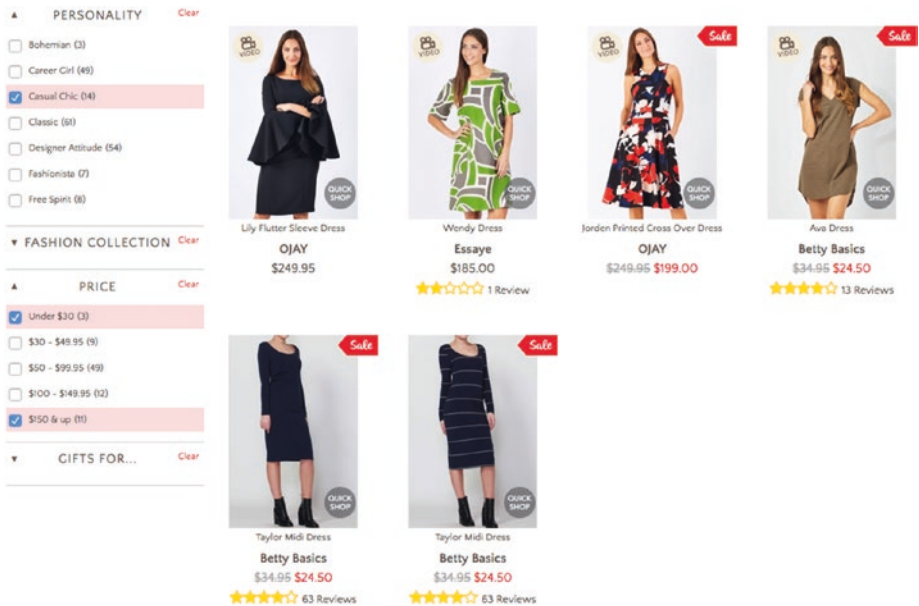 PERSONALITY Clear
Bohemian (3)
Career Girl (49)
Casual Chic (14)
Classic (61)
Designer Attitude (54)
Fashionista (7)
Free Spirit (8)
FASHION COLLECTION Clear
PRICE Clear
Under $30 (3)
$30 - $49.95 (9)
$50 - $99.95 (49)
$100 - $149.95 (12)
$150 & up (11)
GIFTS FOR... Clear
VIDEO
QUICK
SHOP
Lily Flutter Sleeve Dress
OJAY
$249.95
VIDEO
QUICK
SHOP
Wendy Dress
Essaye
$185.00
1 Review
VIDEO
Sale
QUICK
SHOP
Jorden Printed Cross Over Dress
OJAY
$249.95 $199.00
VIDEO
Sale
QUICK
SHOP
Ava Dress
Betty Basics
$34.95 $24.50
13 Reviews
Sale
QUICK
SHOP
Taylor Midi Dress
Betty Basics
$34.95 $24.50
63 Reviews
Sale
QUICK
SHOP
Taylor Midi Dress
Betty Basics
$34.95 $24.50
63 Reviews